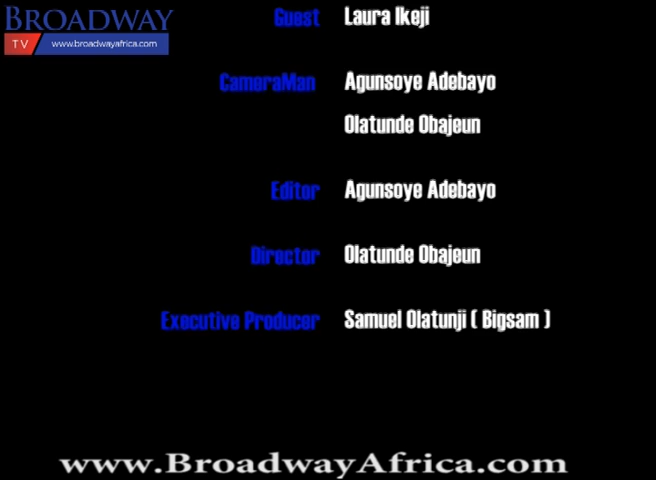 BROADWAY
TV www.broadwayafrica.com
Guest Laura Ikeji
CameraMan Agunsoye Adebayo
Olatunde Obajeun
Editor Agunsoye Adebayo
Director Olatunde Obajeun
Executive Producer Samuel Olatunji ( Bigsam )
www.BroadwayAfrica.com